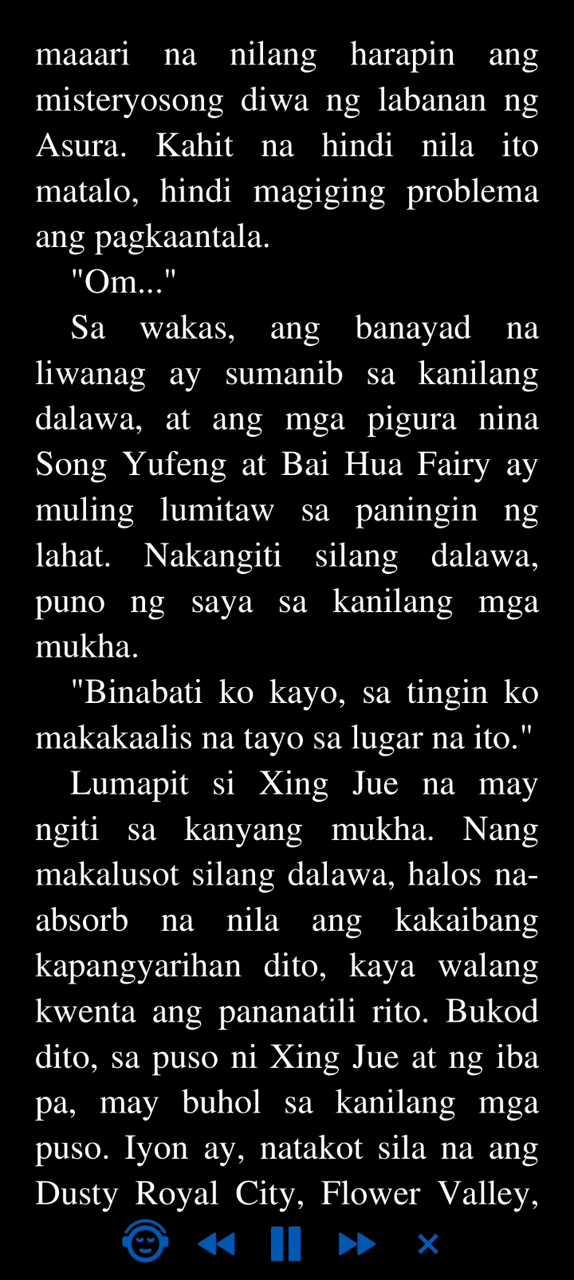 maaari na nilang harapin ang
misteryosong diwa ng labanan ng
Asura. Kahit na hindi nila ito
matalo, hindi magiging problema
ang pagkaantala.
"Om..."
Sa wakas, ang banayad na
liwanag ay sumanib sa kanilang
dalawa, at ang mga pigura nina
Song Yufeng at Bai Hua Fairy ay
muling lumitaw sa paningin ng
lahat. Nakangiti silang dalawa,
puno ng saya sa kanilang mga
mukha.
"Binabati ko kayo, sa tingin ko
makakaalis na tayo sa lugar na ito."
Lumapit si Xing Jue na may
ngiti sa kanyang mukha. Nang
makalusot silang dalawa, halos na-
absorb na nila ang kakaibang
kapangyarihan dito, kaya walang
kwenta ang pananatili rito. Bukod
dito, sa puso ni Xing Jue at ng iba
pa, may buhol sa kanilang mga
puso. Iyon ay, natakot sila na ang
Dusty Royal City, Flower Valley,